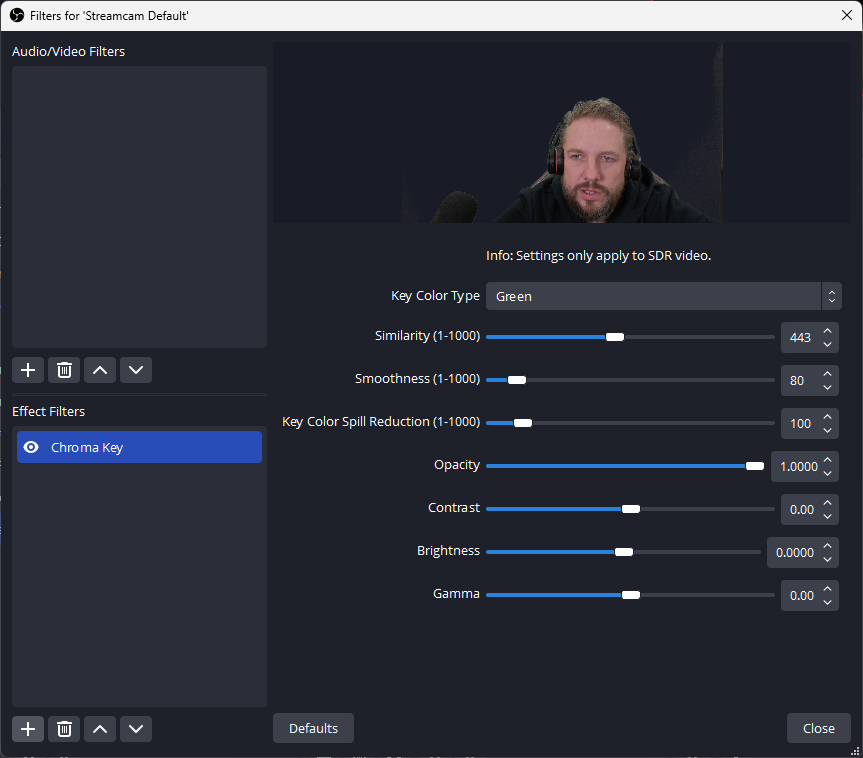 Filters for 'Streamcam Default'
Audio/Video Filters
Info: Settings only apply to SDR video.
Key Color Type Green
Similarity (1-1000) 443
Smoothness (1-1000) 80
Key Color Spill Reduction (1-1000) 100
Opacity 1.0000
Contrast 0.00
Brightness 0.0000
Gamma 0.00
Effect Filters
Chroma Key
Defaults
Close